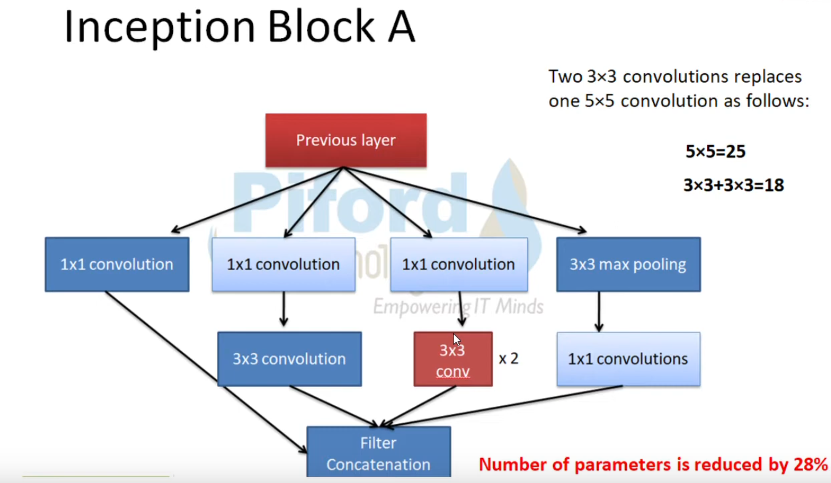 Inception Block A
Two 3×3 convolutions replaces
one 5×5 convolution as follows:
5×5=25
3×3+3×3=18
Previous layer
Piford
1x1 convolution
1x1 convolution
1x1 convolution
3x3 max pooling
Empowering IT Minds
3x3 convolution
3x3
conv
x 2
1x1 convolutions
Filter
Concatenation
Number of parameters is reduced by 28%